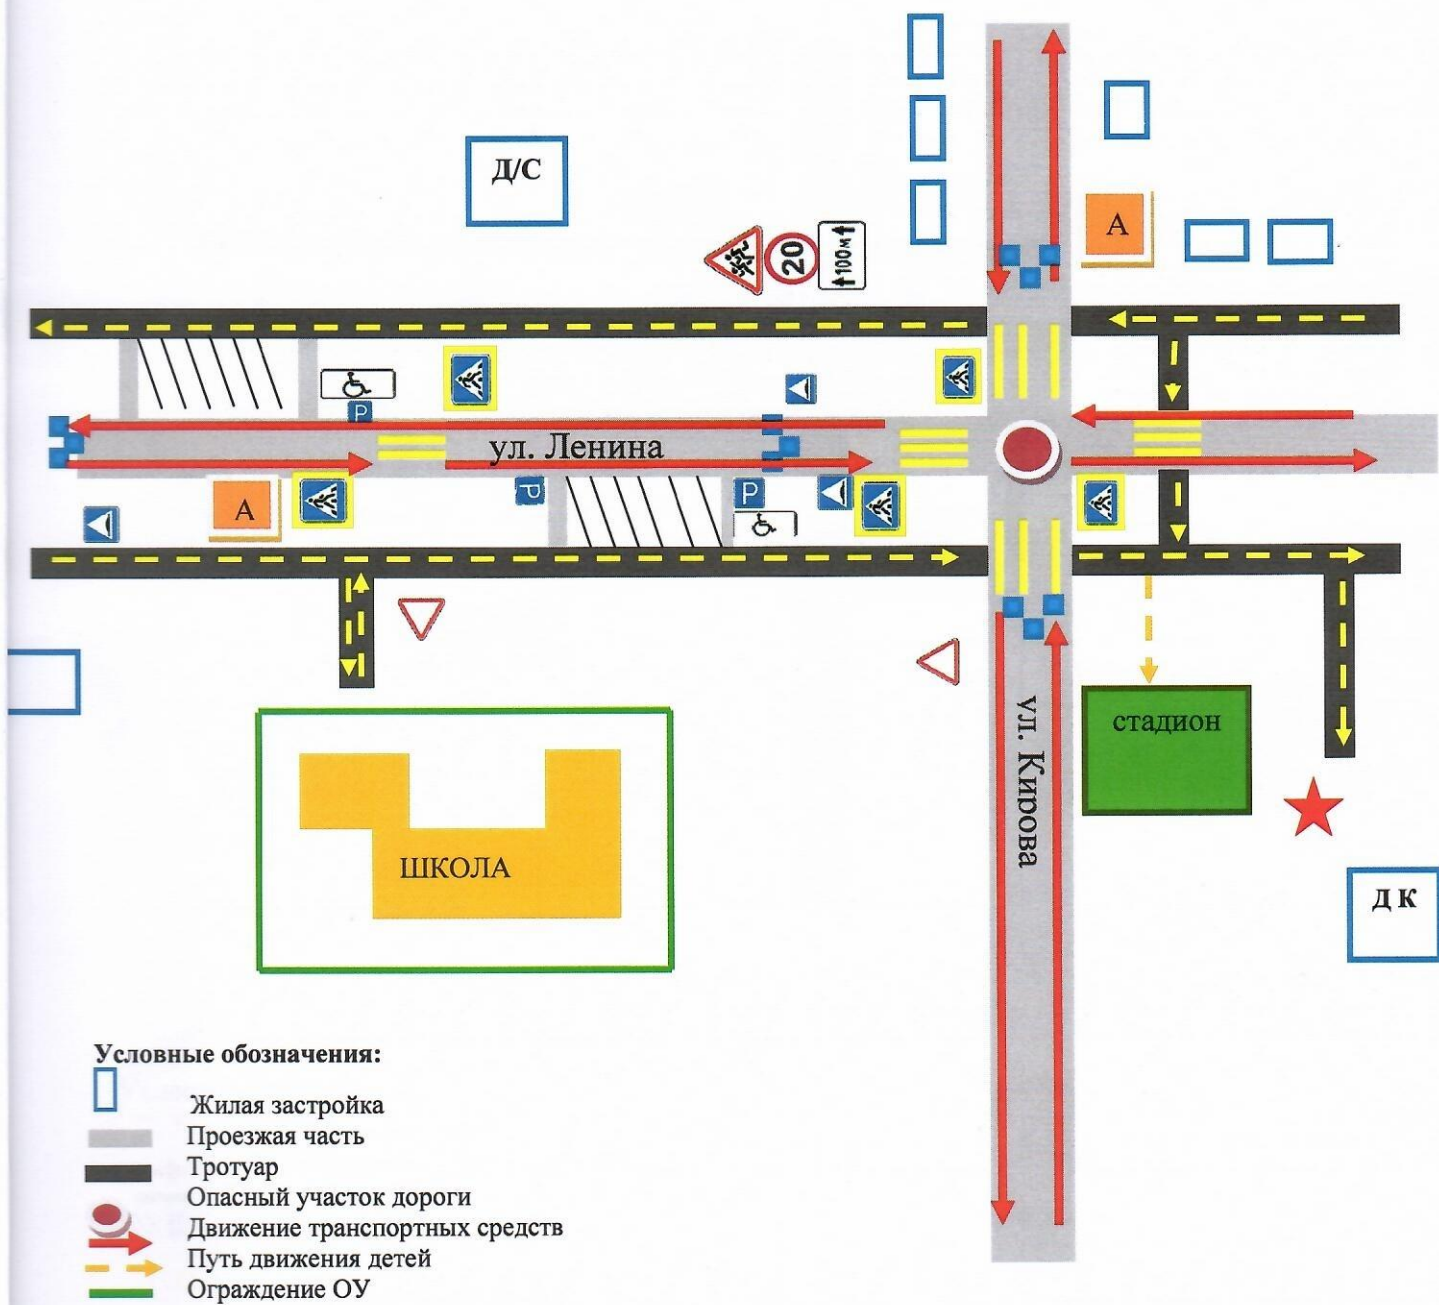 Д/С
20
100м
А
Р
ул. Ленина
А
Р
Р
ул. Кирова
стадион
ШКОЛА
Д К
Условные обозначения:
Жилая застройка
Проезжая часть
Тротуар
Опасный участок дороги
Движение транспортных средств
Путь движения детей
Ограждение ОУ